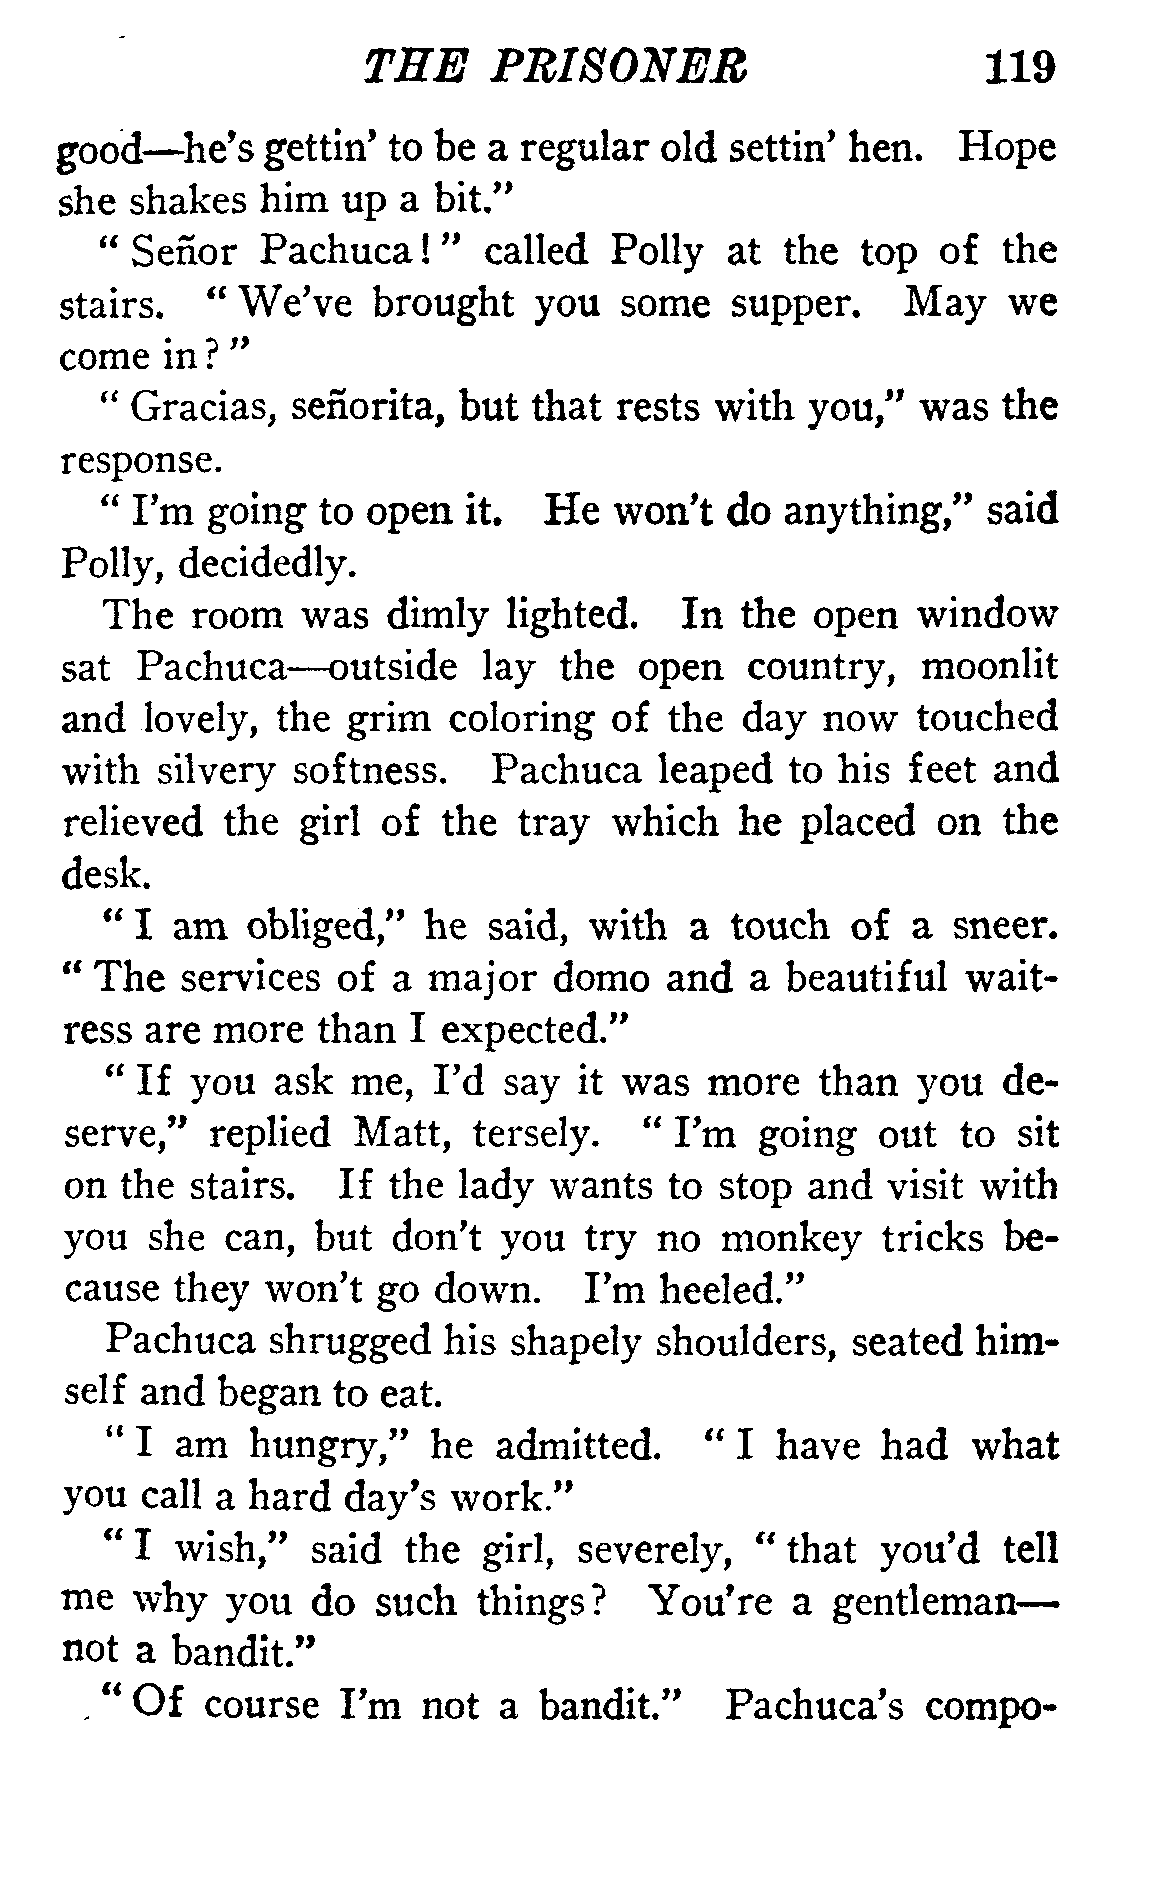 THE PRISONER 119
good—he's gettin' to be a regular old settin' hen. Hope
she shakes him up a bit."
"Señor Pachuca!" called Polly at the top of the
stairs. "We've brought you some supper. May we
come in?"
"Gracias, señorita, but that rests with you," was the
response.
"I'm going to open it. He won't do anything," said
Polly, decidedly.
The room was dimly lighted. In the open window
sat Pachuca—outside lay the open country, moonlit
and lovely, the grim coloring of the day now touched
with silvery softness. Pachuca leaped to his feet and
relieved the girl of the tray which he placed on the
desk.
"I am obliged," he said, with a touch of a sneer.
"The services of a major domo and a beautiful wait-
ress are more than I expected."
"If you ask me, I'd say it was more than you de-
serve," replied Matt, tersely. "I'm going out to sit
on the stairs. If the lady wants to stop and visit with
you she can, but don't you try no monkey tricks be-
cause they won't go down. I'm heeled."
Pachuca shrugged his shapely shoulders, seated him-
self and began to eat.
"I am hungry," he admitted. "I have had what
you call a hard day's work."
"I wish," said the girl, severely, "that you'd tell
me why you do such things? You're a gentleman—
not a bandit."
"Of course I'm not a bandit." Pachuca's compo-